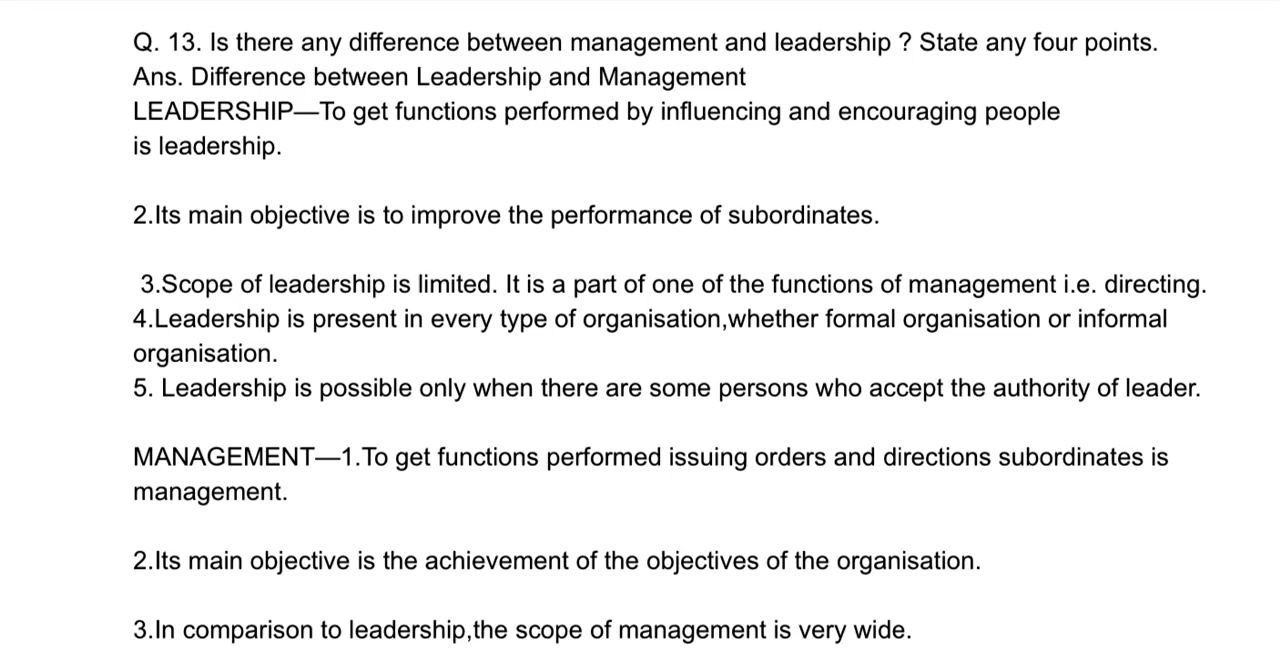 Q. 13. Is there any difference between management and leadership ? State any four points.
Ans. Difference between Leadership and Management
LEADERSHIP—To get functions performed by influencing and encouraging people
is leadership.
2.Its main objective is to improve the performance of subordinates.
3.Scope of leadership is limited. It is a part of one of the functions of management i.e. directing.
4.Leadership is present in every type of organisation,whether formal organisation or informal
organisation.
5. Leadership is possible only when there are some persons who accept the authority of leader.
MANAGEMENT—1.To get functions performed issuing orders and directions subordinates is
management.
2.Its main objective is the achievement of the objectives of the organisation.
3.In comparison to leadership,the scope of management is very wide.